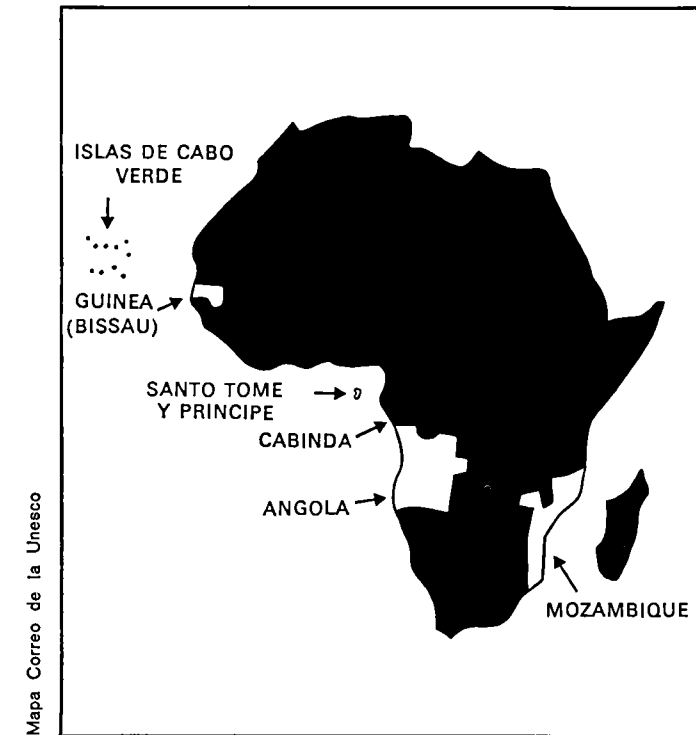 ISLAS DE CABO
VERDE
GUINEA
(BISSAU)
SANTO TOME
Y PRINCIPE
CABINDA
ANGOLA
MOZAMBIQUE
Mapa Correo de la Unesco